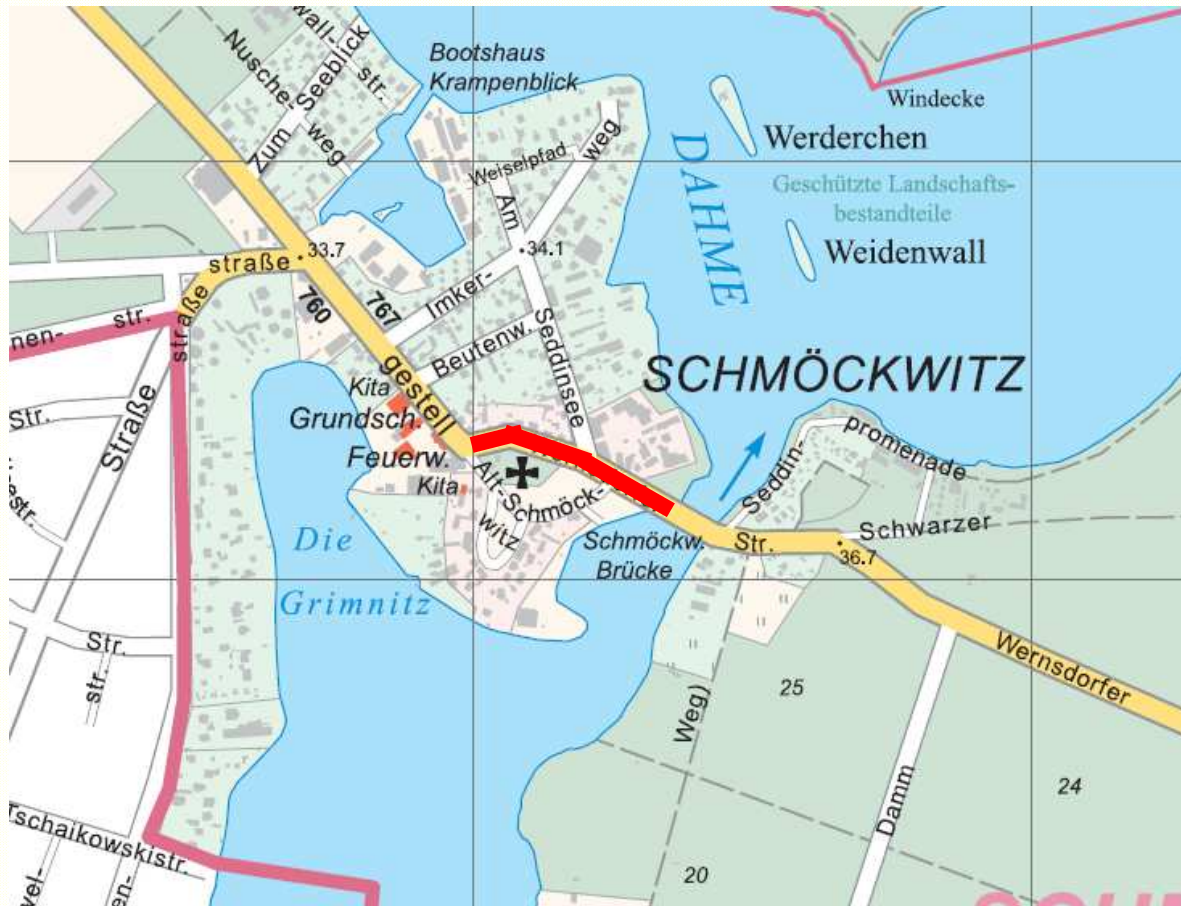 wall-
str.
Nusche-
weg
Zum Seeblick
Bootshaus
Krampenblick
Windecke
Werderchen
Geschützte Landschafts-
bestandteile
Weidenwall
DAHME
Weiselpfad
Am
weg
34.1
33.7
straße
straße
760
767
Imker-
Beutenw.
Seddinsee
nen-
str.
Str.
Straße
gestell
Kita
Grundsch.
Feuerw.
Kita
SCHMÖCKWITZ
Seddin-
promenade
Alt-Schmöck-
witz
Schmöckw.
Brücke
Str.
Schwarzer
36.7
estr.
Die
Grimnitz
Str.
str.
Wernsdorfer
25
Weg)
Damm
24
20
Tschaikowskistr.
vel-
en-